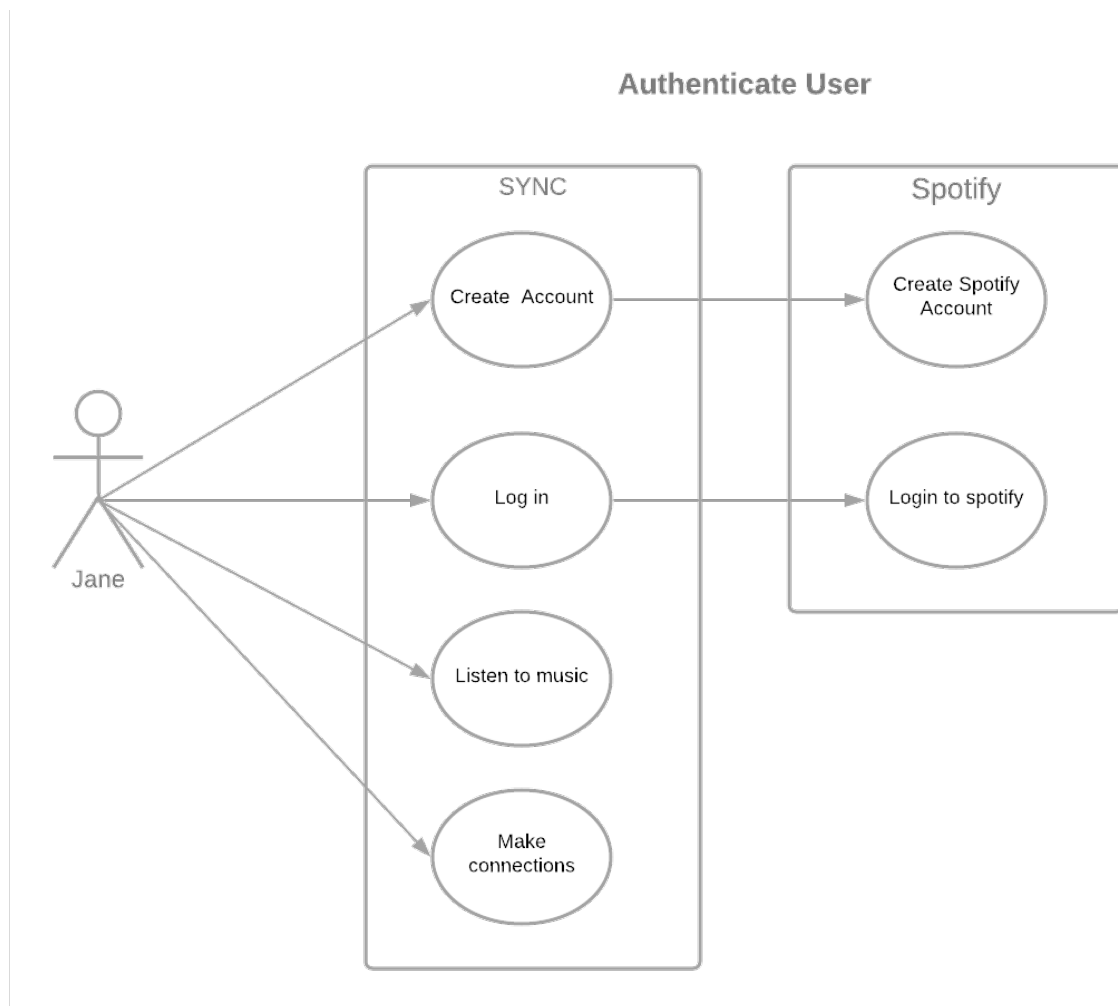 Authenticate User
SYNC
Spotify
Create Account
Create Spotify
Account
Log in
Login to spotify
Jane
Listen to music
Make
connections